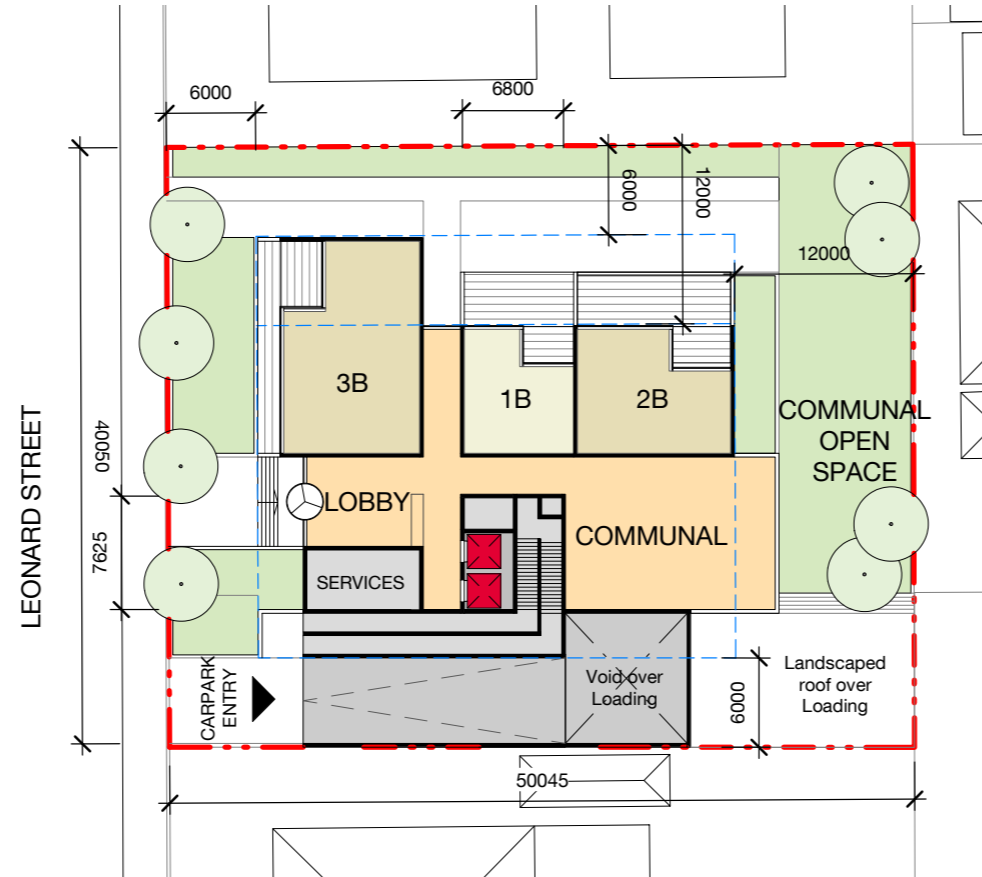 6000
6800
6000
12000
12000
3B
1B
2B
COMMUNAL
OPEN
SPACE
LEONARD STREET
40050
7625
LOBBY
COMMUNAL
SERVICES
CARPARK
ENTRY
Void over
Loading
6000
Landscaped
roof over
Loading
50045